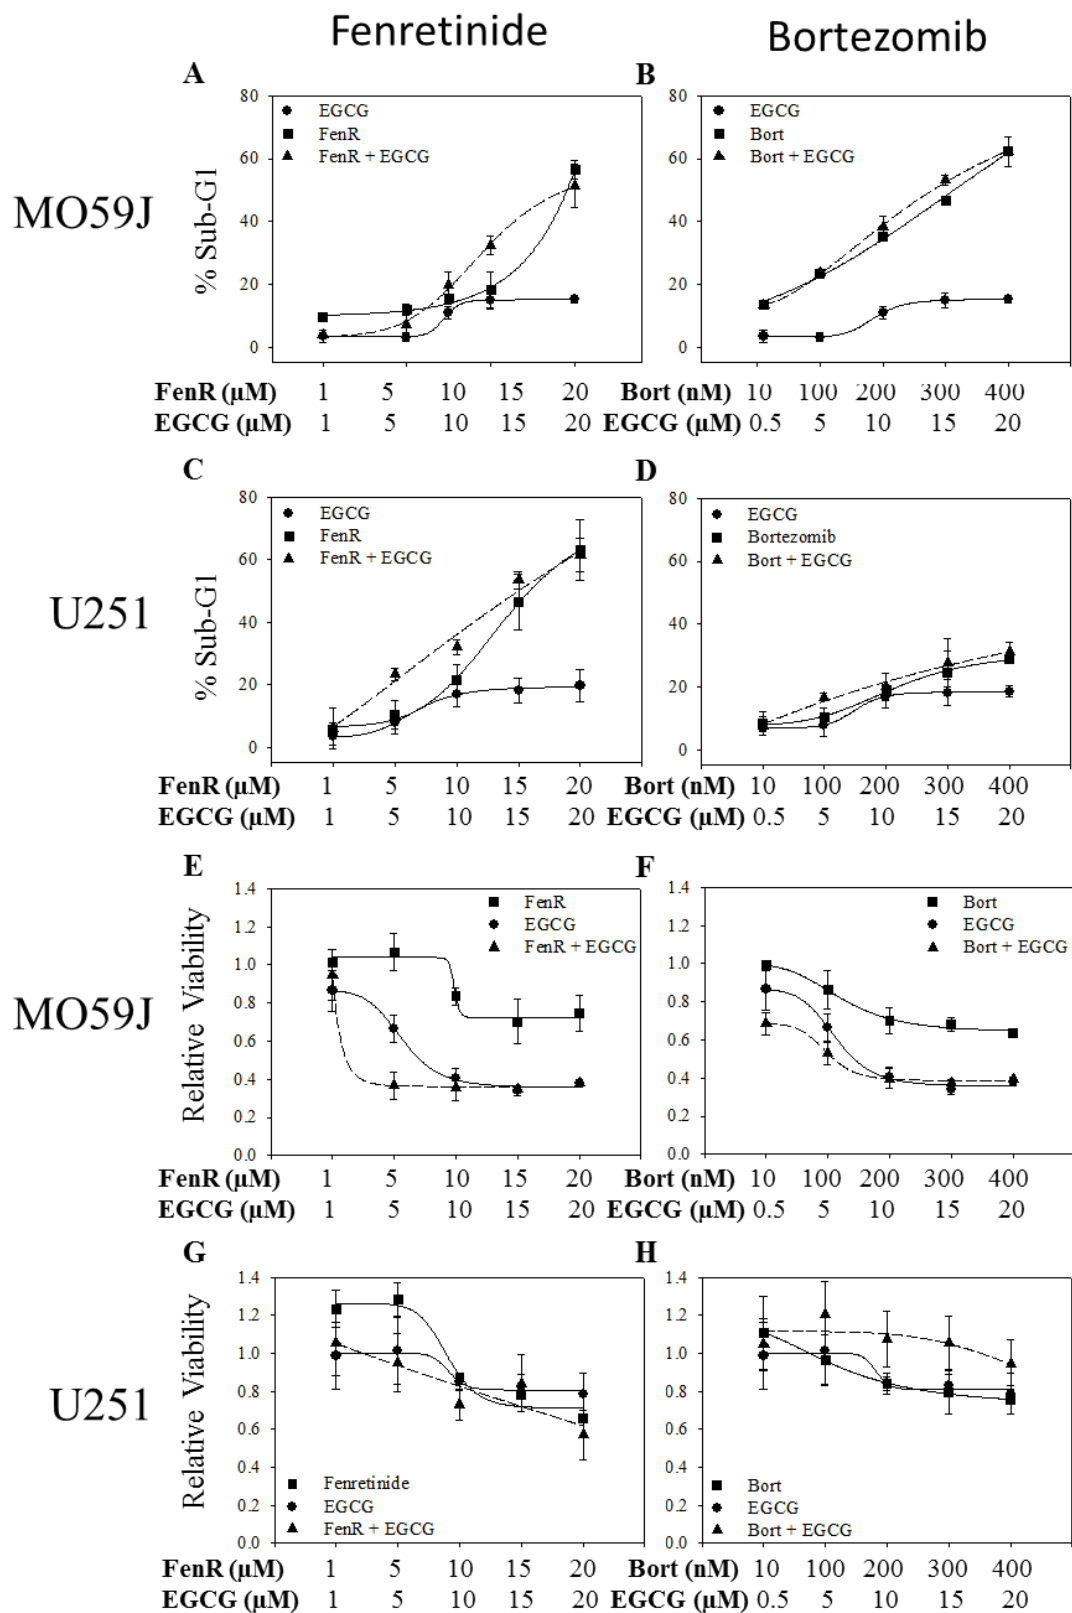 Fenretinide
Bortezomib
A
80
60
40
20
0
% Sub-G1
EGCG
FenR
FenR + EGCG
MO59J
FenR (μM) 1 5 10 15 20
EGCG (μM) 1 5 10 15 20
B
80
60
40
20
0
EGCG
Bort
Bort + EGCG
Bort (nM) 10 100 200 300 400
EGCG (μM) 0.5 5 10 15 20
C
80
60
40
20
0
% Sub-G1
EGCG
FenR
FenR + EGCG
U251
FenR (μM) 1 5 10 15 20
EGCG (μM) 1 5 10 15 20
D
80
60
40
20
0
EGCG
Bortezomib
Bort + EGCG
Bort (nM) 10 100 200 300 400
EGCG (μM) 0.5 5 10 15 20
E
1.4
1.2
1.0
0.8
0.6
0.4
0.2
0.0
Relative Viability
FenR
EGCG
FenR + EGCG
MO59J
FenR (μM) 1 5 10 15 20
EGCG (μM) 1 5 10 15 20
F
1.4
1.2
1.0
0.8
0.6
0.4
0.2
0.0
Bort
EGCG
Bort + EGCG
Bort (nM) 10 100 200 300 400
EGCG (μM) 0.5 5 10 15 20
G
1.4
1.2
1.0
0.8
0.6
0.4
0.2
0.0
Relative Viability
Fenretinide
EGCG
FenR + EGCG
U251
FenR (μM) 1 5 10 15 20
EGCG (μM) 1 5 10 15 20
H
1.4
1.2
1.0
0.8
0.6
0.4
0.2
0.0
Bort
EGCG
Bort + EGCG
Bort (nM) 10 100 200 300 400
EGCG (μM) 0.5 5 10 15 20